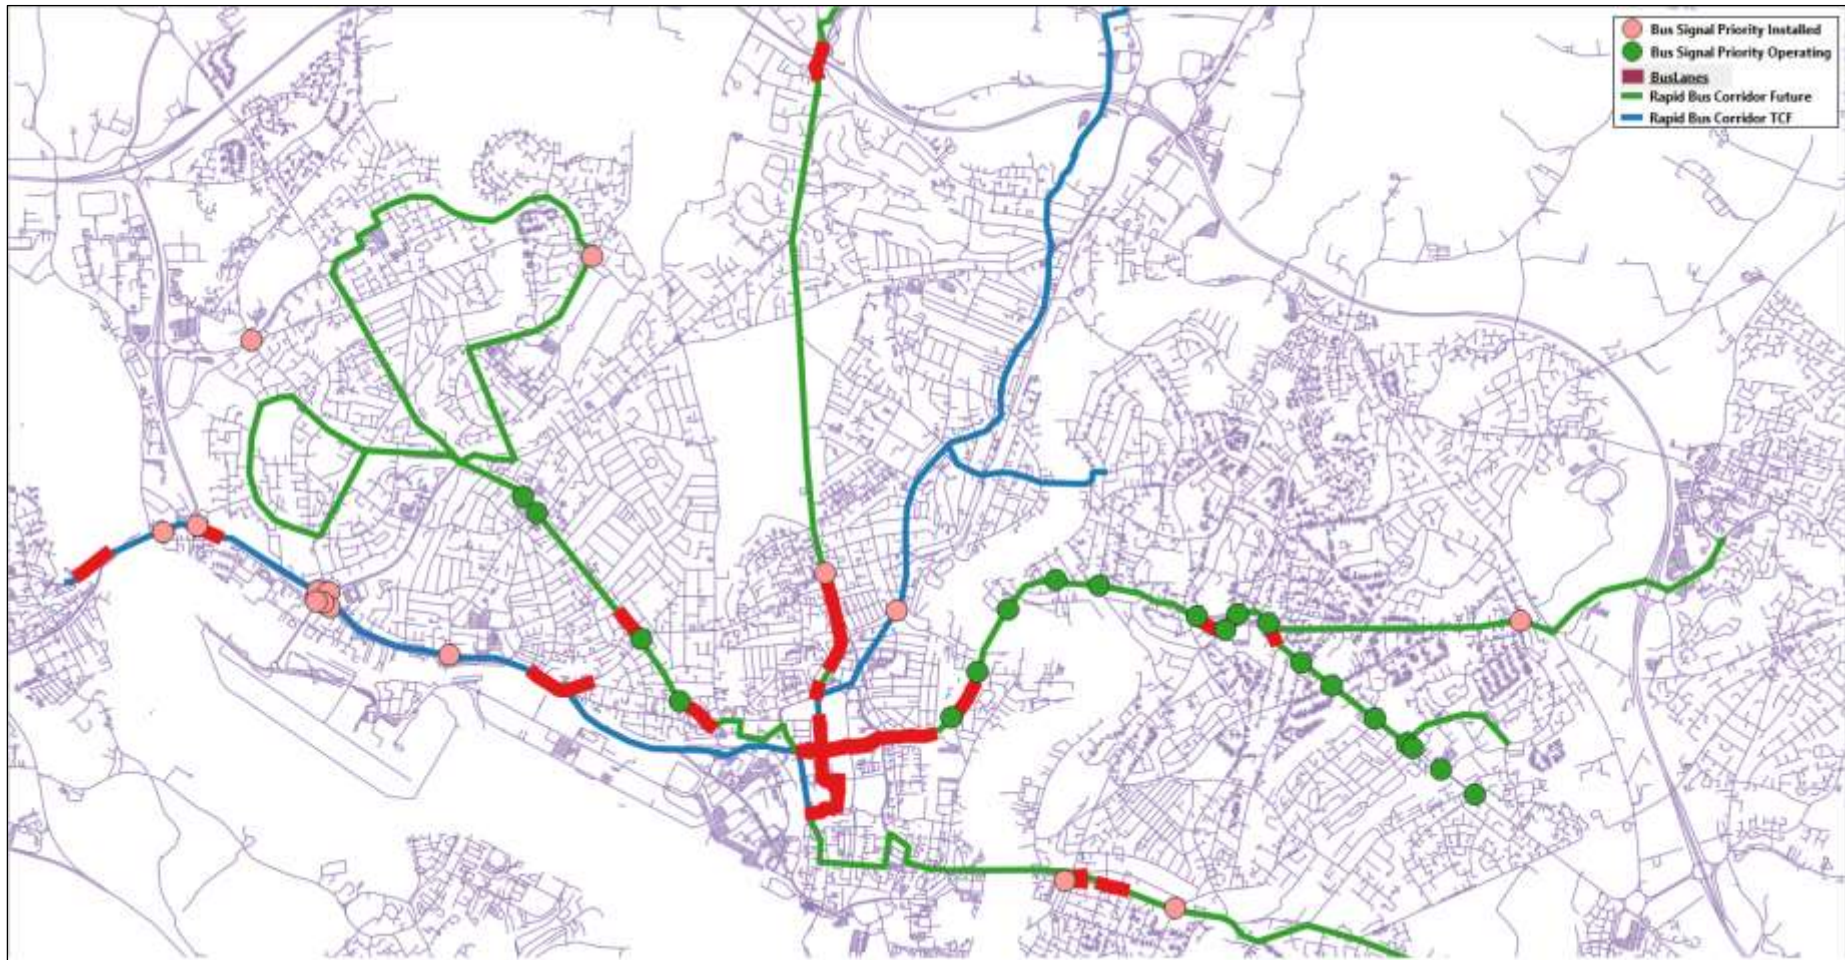 Bus Signal Priority Installed
Bus Signal Priority Operating
BusLanes
Rapid Bus Corridor Future
Rapid Bus Corridor TCF